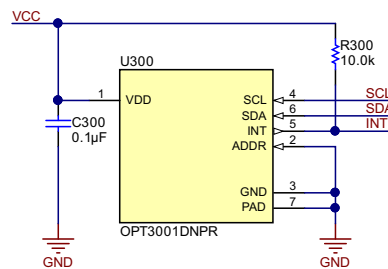 VCC
R300
10.0k
U300
1 VDD
SCL 4 SCL
SDA 6 SDA
INT 5 INT
ADDR 2
C300
0.1µF
GND 3
PAD 7
OPT3001DNPR
GND
GND